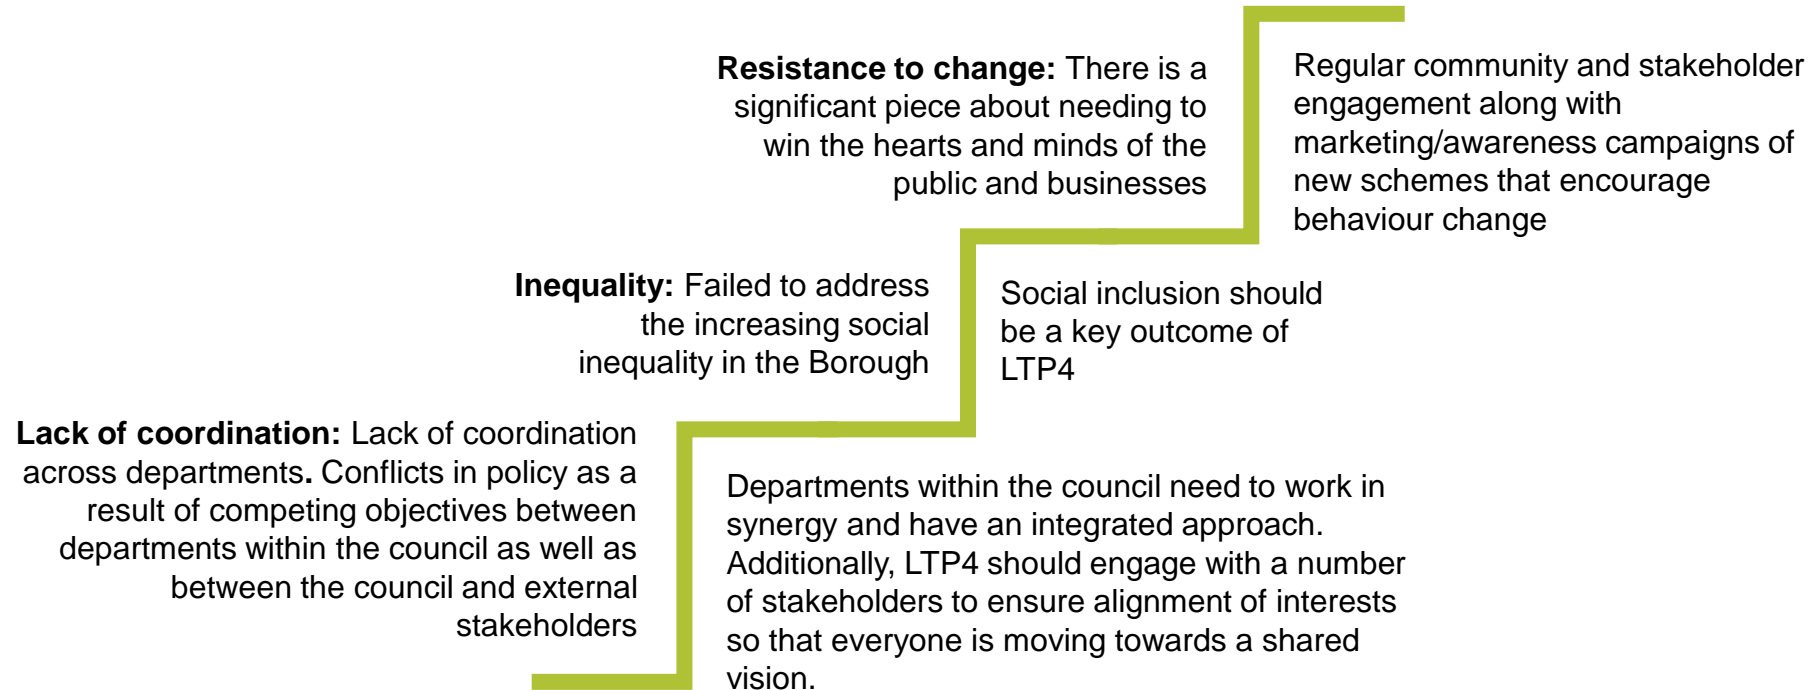 Resistance to change: There is a
significant piece about needing to
win the hearts and minds of the
public and businesses
Regular community and stakeholder
engagement along with
marketing/awareness campaigns of
new schemes that encourage
behaviour change
Inequality: Failed to address
the increasing social
inequality in the Borough
Social inclusion should
be a key outcome of
LTP4
Lack of coordination: Lack of coordination
across departments. Conflicts in policy as a
result of competing objectives between
departments within the council as well as
between the council and external
stakeholders
Departments within the council need to work in
synergy and have an integrated approach.
Additionally, LTP4 should engage with a number
of stakeholders to ensure alignment of interests
so that everyone is moving towards a shared
vision.